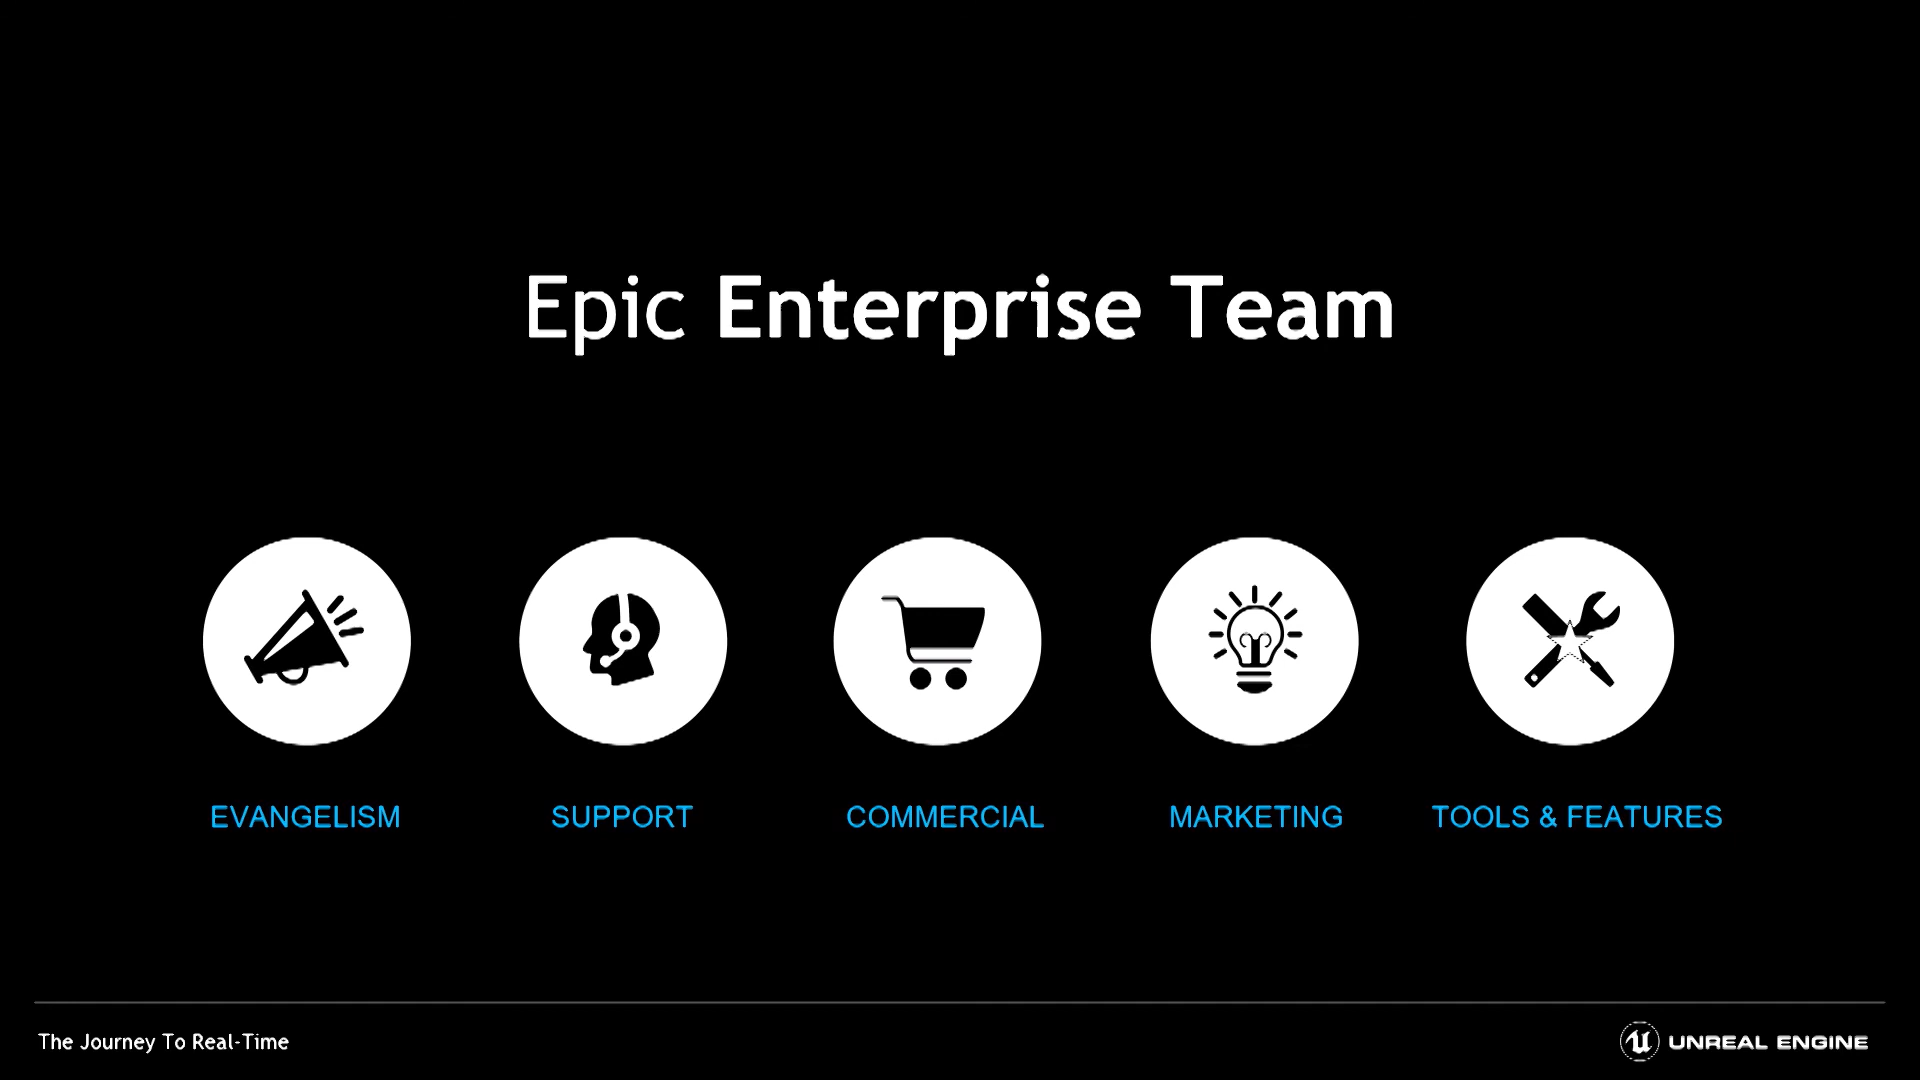 Epic Enterprise Team
EVANGELISM
SUPPORT
COMMERCIAL
MARKETING
TOOLS & FEATURES
The Journey To Real-Time
UNREAL ENGINE